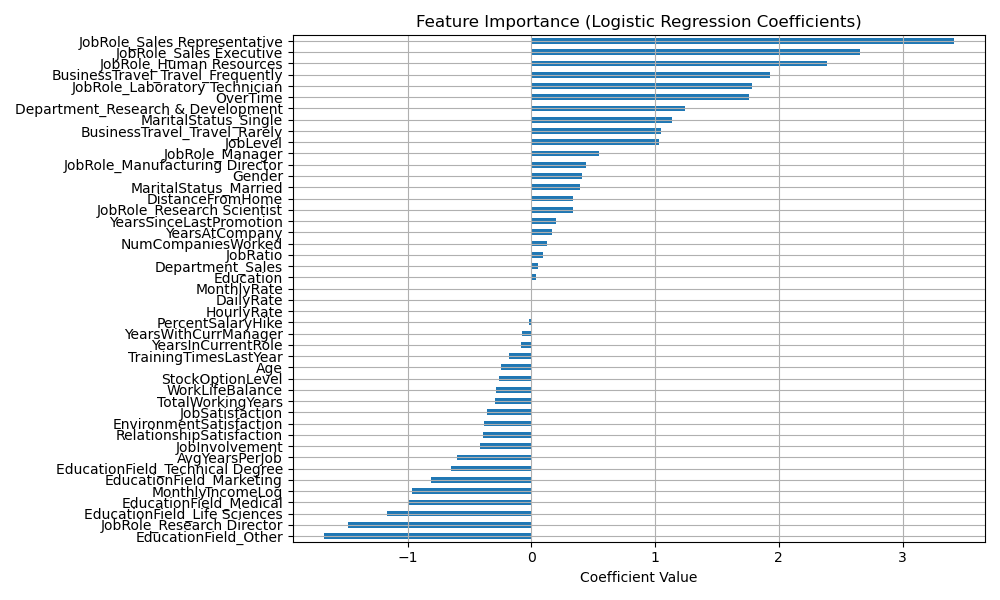 Feature Importance (Logistic Regression Coefficients)
JobRole_Sales Representative
JobRole_Sales Executive
JobRole_Human Resources
BusinessTravel_Travel_Frequently
JobRole_Laboratory Technician
OverTime
Department_Research & Development
MaritalStatus_Single
BusinessTravel_Travel_Rarely
JobLevel
JobRole_Manager
JobRole_Manufacturing Director
Gender
MaritalStatus_Married
DistanceFromHome
JobRole_Research Scientist
YearsSinceLastPromotion
YearsAtCompany
NumCompaniesWorked
JobRatio
Department_Sales
Education
MonthlyRate
DailyRate
HourlyRate
PercentSalaryHike
YearsWithCurrManager
YearsInCurrentRole
TrainingTimesLastYear
Age
StockOptionLevel
WorkLifeBalance
TotalWorkingYears
JobSatisfaction
EnvironmentSatisfaction
RelationshipSatisfaction
JobInvolvement
AvgYearsPerJob
EducationField_Technical Degree
EducationField_Marketing
MonthlyIncomeLog
EducationField_Medical
EducationField_Life Sciences
JobRole_Research Director
EducationField_Other
−1 0 1 2 3
Coefficient Value